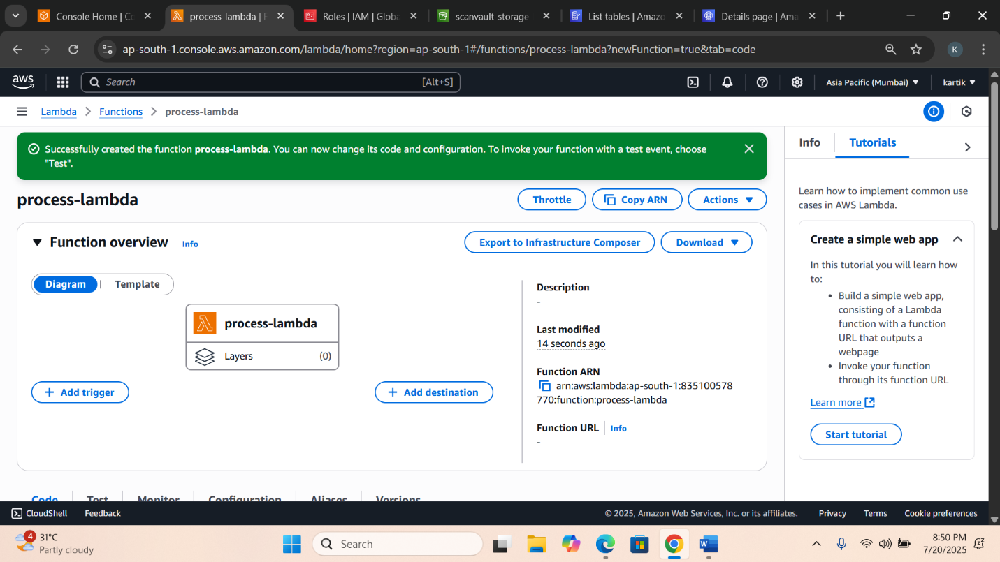 Console Home | Co
process-lambda | F
Roles | IAM | Globa
scanvault-storage-
List tables | Amazo
Details page | Ama
ap-south-1.console.aws.amazon.com/lambda/home?region=ap-south-1#/functions/process-lambda?newFunction=true&tab=code
K
aws
Search
[Alt+S]
Asia Pacific (Mumbai)
kartik
Lambda
Functions
process-lambda
Successfully created the function process-lambda. You can now change its code and configuration. To invoke your function with a test event, choose
"Test".
process-lambda
Throttle
Copy ARN
Actions
Function overview
Info
Export to Infrastructure Composer
Download
Diagram
Template
process-lambda
Layers
(0)
Add trigger
Add destination
Description
-
Last modified
14 seconds ago
Function ARN
arn:aws:lambda:ap-south-1:835100578
770:function:process-lambda
Function URL
Info
-
Code
Test
Monitor
Configuration
Aliases
Versions
Info
Tutorials
Learn how to implement common use
cases in AWS Lambda.
Create a simple web app
In this tutorial you will learn how
to:
• Build a simple web app,
consisting of a Lambda
function with a function
URL that outputs a
webpage
• Invoke your function
through its function URL
Learn more
Start tutorial
CloudShell
Feedback
© 2025, Amazon Web Services, Inc. or its affiliates.
Privacy
Terms
Cookie preferences
4
31°C
Partly cloudy
Search
8:50 PM
7/20/2025